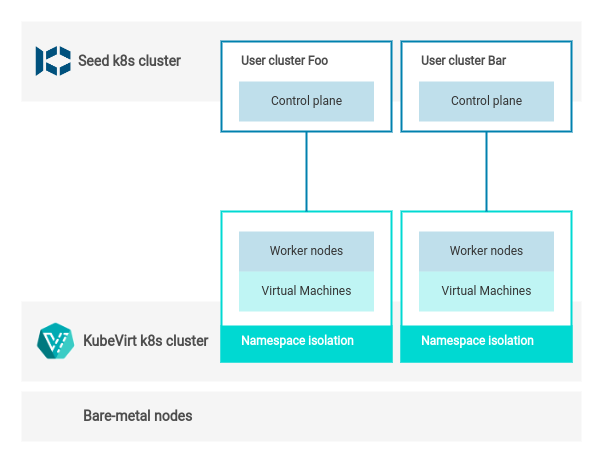 Seed k8s cluster
User cluster Foo
User cluster Bar
Control plane
Control plane
Worker nodes
Worker nodes
Virtual Machines
Virtual Machines
KubeVirt k8s cluster
Namespace isolation
Namespace isolation
Bare-metal nodes